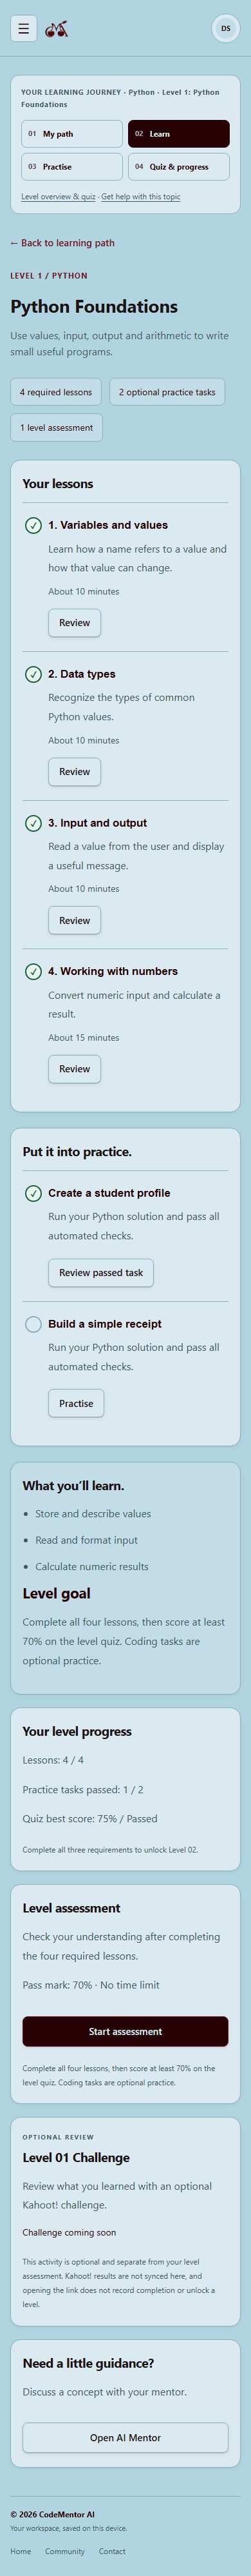 ☰
DS
YOUR LEARNING JOURNEY · Python · Level 1: Python
Foundations
01 My path
02 Learn
03 Practise
04 Quiz & progress
Level overview & quiz · Get help with this topic
← Back to learning path
LEVEL 1 / PYTHON
Python Foundations
Use values, input, output and arithmetic to write
small useful programs.
4 required lessons
2 optional practice tasks
1 level assessment
Your lessons
✓ 1. Variables and values
Learn how a name refers to a value and
how that value can change.
About 10 minutes
Review
✓ 2. Data types
Recognize the types of common
Python values.
About 10 minutes
Review
✓ 3. Input and output
Read a value from the user and display
a useful message.
About 10 minutes
Review
✓ 4. Working with numbers
Convert numeric input and calculate a
result.
About 15 minutes
Review
Put it into practice.
✓ Create a student profile
Run your Python solution and pass all
automated checks.
Review passed task
Build a simple receipt
Run your Python solution and pass all
automated checks.
Practise
What you’ll learn.
• Store and describe values
• Read and format input
• Calculate numeric results
Level goal
Complete all four lessons, then score at least
70% on the level quiz. Coding tasks are
optional practice.
Your level progress
Lessons: 4 / 4
Practice tasks passed: 1 / 2
Quiz best score: 75% / Passed
Complete all three requirements to unlock Level 02.
Level assessment
Check your understanding after completing
the four required lessons.
Pass mark: 70% · No time limit
Start assessment
Complete all four lessons, then score at least 70% on the
level quiz. Coding tasks are optional practice.
OPTIONAL REVIEW
Level 01 Challenge
Review what you learned with an optional
Kahoot! challenge.
Challenge coming soon
This activity is optional and separate from your level
assessment. Kahoot! results are not synced here, and
opening the link does not record completion or unlock a
level.
Need a little guidance?
Discuss a concept with your mentor.
Open AI Mentor
© 2026 CodeMentor AI
Your workspace, saved on this device.
Home Community Contact